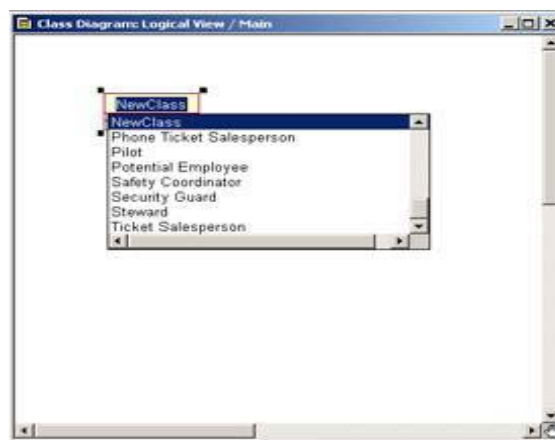 Class Diagram: Logical View / Main
NewClass
NewClass
Phone Ticket Salesperson
Pilot
Potential Employee
Safety Coordinator
Security Guard
Steward
Ticket Salesperson